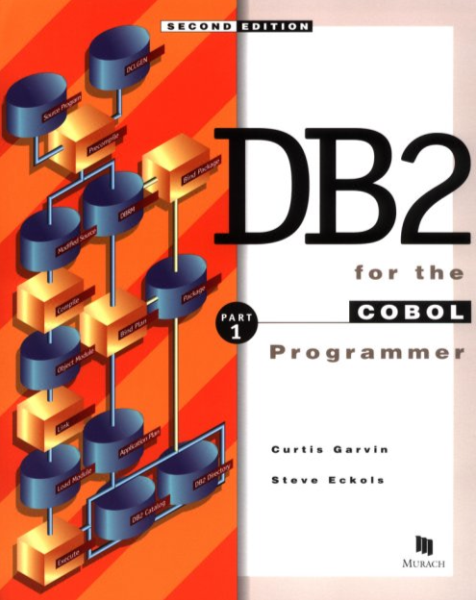 SECOND EDITION
DB2
for the
COBOL
Programmer
PART
1
Curtis Garvin
Steve Eckols
MURACH
DCLGEN
Source Program
Precompile
Bind Package
DBRM
Modified Source
Package
Compile
Bind Plan
Object Module
Link
Application Plan
Load Module
DB2 Directory
DB2 Catalog
Execute